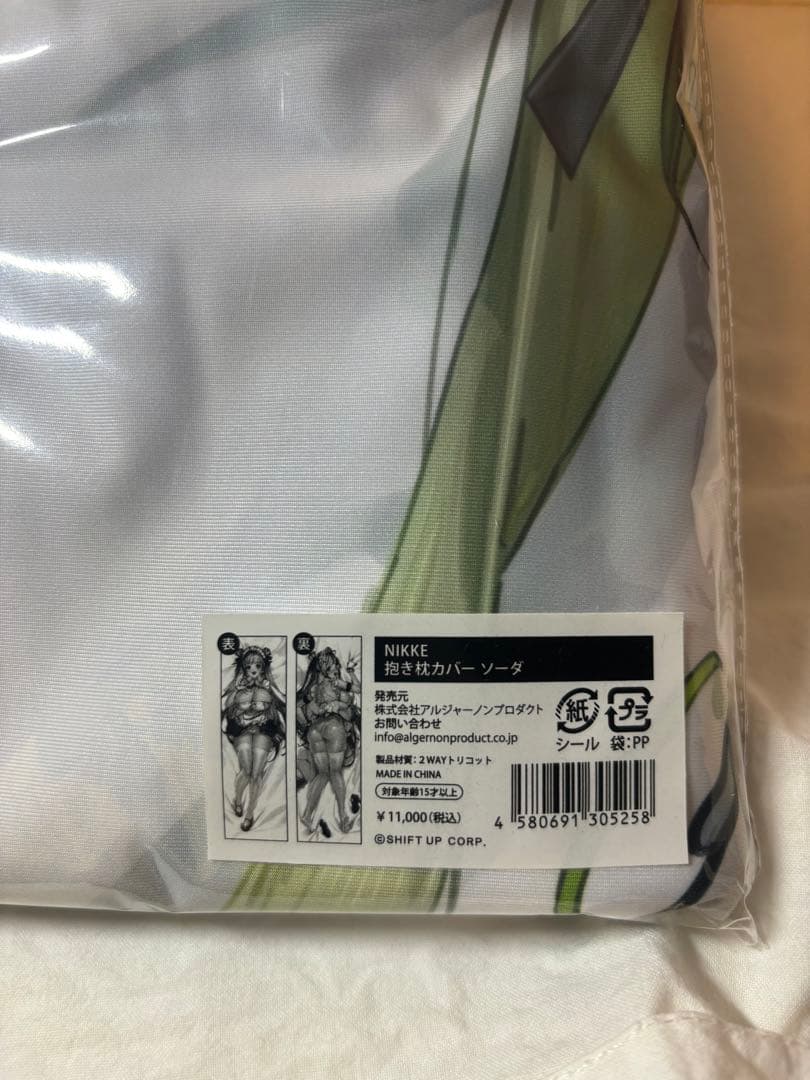 表
裏
NIKKE
抱き枕カバー ソーダ
発売元
株式会社アルジャーノンプロダクト
お問い合わせ
info@algernonproduct.co.jp
紙
プラ
シール 袋:PP
製品材質:2WAYトリコット
MADE IN CHINA
対象年齢15才以上
¥11,000(税込)
4 580691 305258
©SHIFT UP CORP.